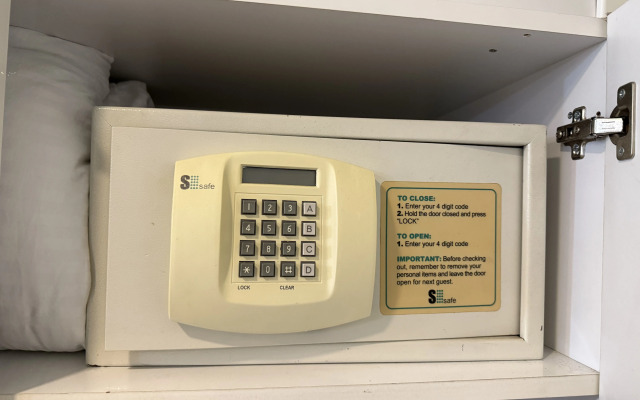 S safe
1 2 3 A
4 5 6 B
7 8 9 C
* 0 # D
LOCK CLEAR
TO CLOSE:
1. Enter your 4 digit code
2. Hold the door closed and press
"LOCK"
TO OPEN:
1. Enter your 4 digit code
IMPORTANT: Before checking
out, remember to remove your
personal items and leave the door
open for next guest.
S safe